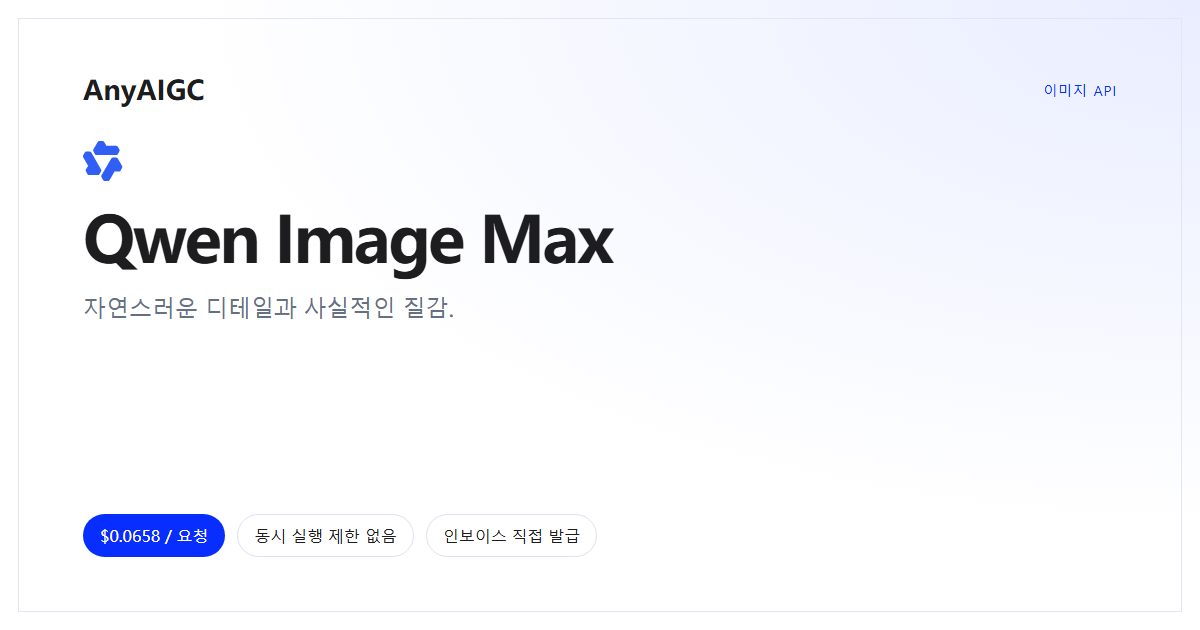 AnyAIGC
이미지 API
Qwen Image Max
자연스러운 디테일과 사실적인 질감.
$0.0658 / 요청
동시 실행 제한 없음
인보이스 직접 발급